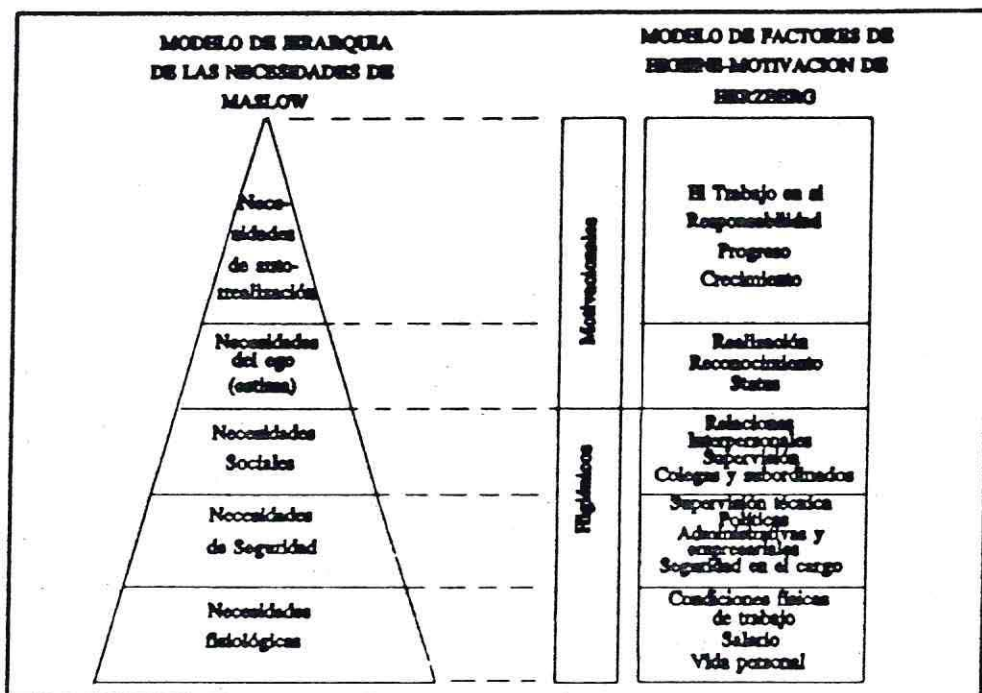 MODELO DE JERARQUIA
DE LAS NECESSIDADES DE
MASLOW
MODELO DE FACTORES DE
HIGIENE-MOTIVACION DE
HERZBERG
Nece-
sidades
de auto-
rrealización
Necesidades
del ego
(estima)
Necesidades
Sociales
Necesidades
de Seguridad
Necesidades
fisiológicas
Motivacionales
Higiénicos
El Trabajo en si
Responsabilidad
Progreso
Crecimiento
Realización
Reconocimiento
Status
Relaciones
Interpersonales
Supervisión
Colegas y subordinados
Supervisión técnica
Políticas
Administrativas y
empresariales
Seguridad en el cargo
Condiciones físicas
de trabajo
Salario
Vida personal